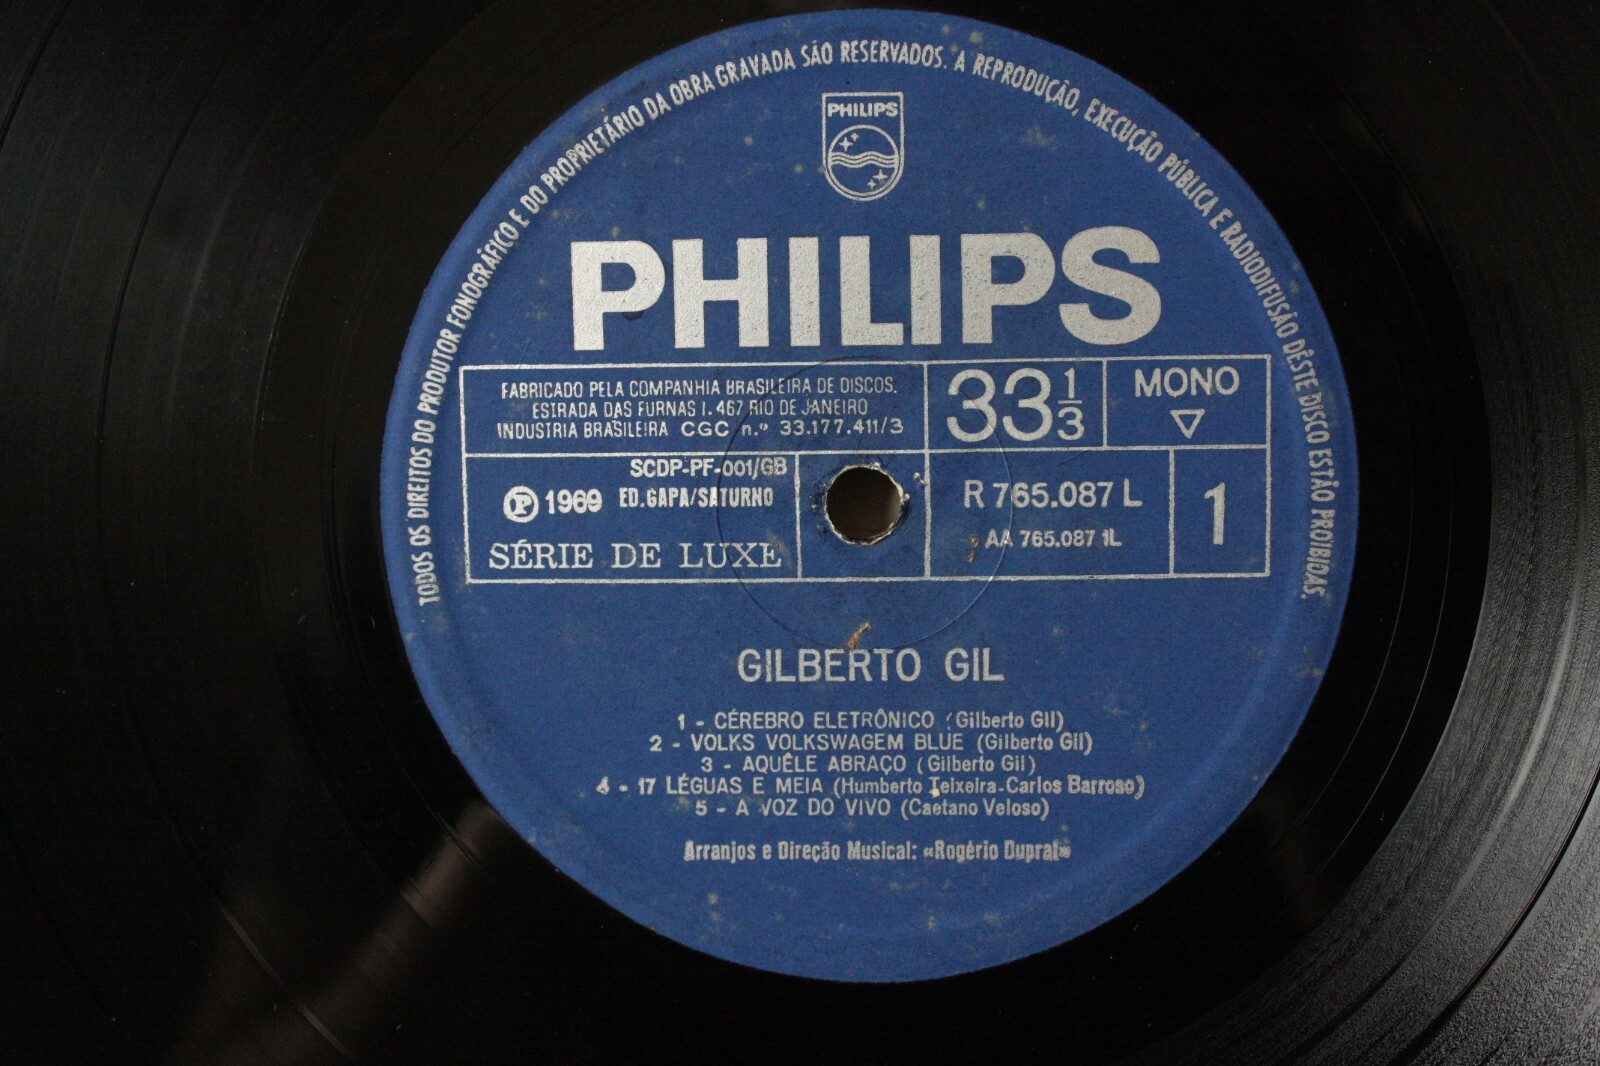 TODOS OS DIREITOS DO PRODUTOR FONOGRÁFICO E DO PROPRIETÁRIO DA OBRA GRAVADA SÃO RESERVADOS. A REPRODUÇÃO, EXECUÇÃO PÚBLICA E RADIODIFUSÃO DÊSTE DISCO ESTÃO PROIBIDAS.
PHILIPS
PHILIPS
FABRICADO PELA COMPANHIA BRASILEIRA DE DISCOS.
ESTRADA DAS FURNAS 1.467 RIO DE JANEIRO
INDUSTRIA BRASILEIRA CGC n.º 33.177.411/3
33 1/3
MONO
SCDP-PF-001/GB
℗ 1969 ED.GAPA/SATURNO
SÉRIE DE LUXE
R 765.087 L
AA 765.087 1L
1
GILBERTO GIL
1 - CÉREBRO ELETRÔNICO (Gilberto Gil)
2 - VOLKS VOLKSWAGEM BLUE (Gilberto Gil)
3 - AQUÊLE ABRAÇO (Gilberto Gil)
4 - 17 LÉGUAS E MEIA (Humberto Teixeira-Carlos Barroso)
5 - A VOZ DO VIVO (Caetano Veloso)
Arranjos e Direção Musical: «Rogério Duprat»